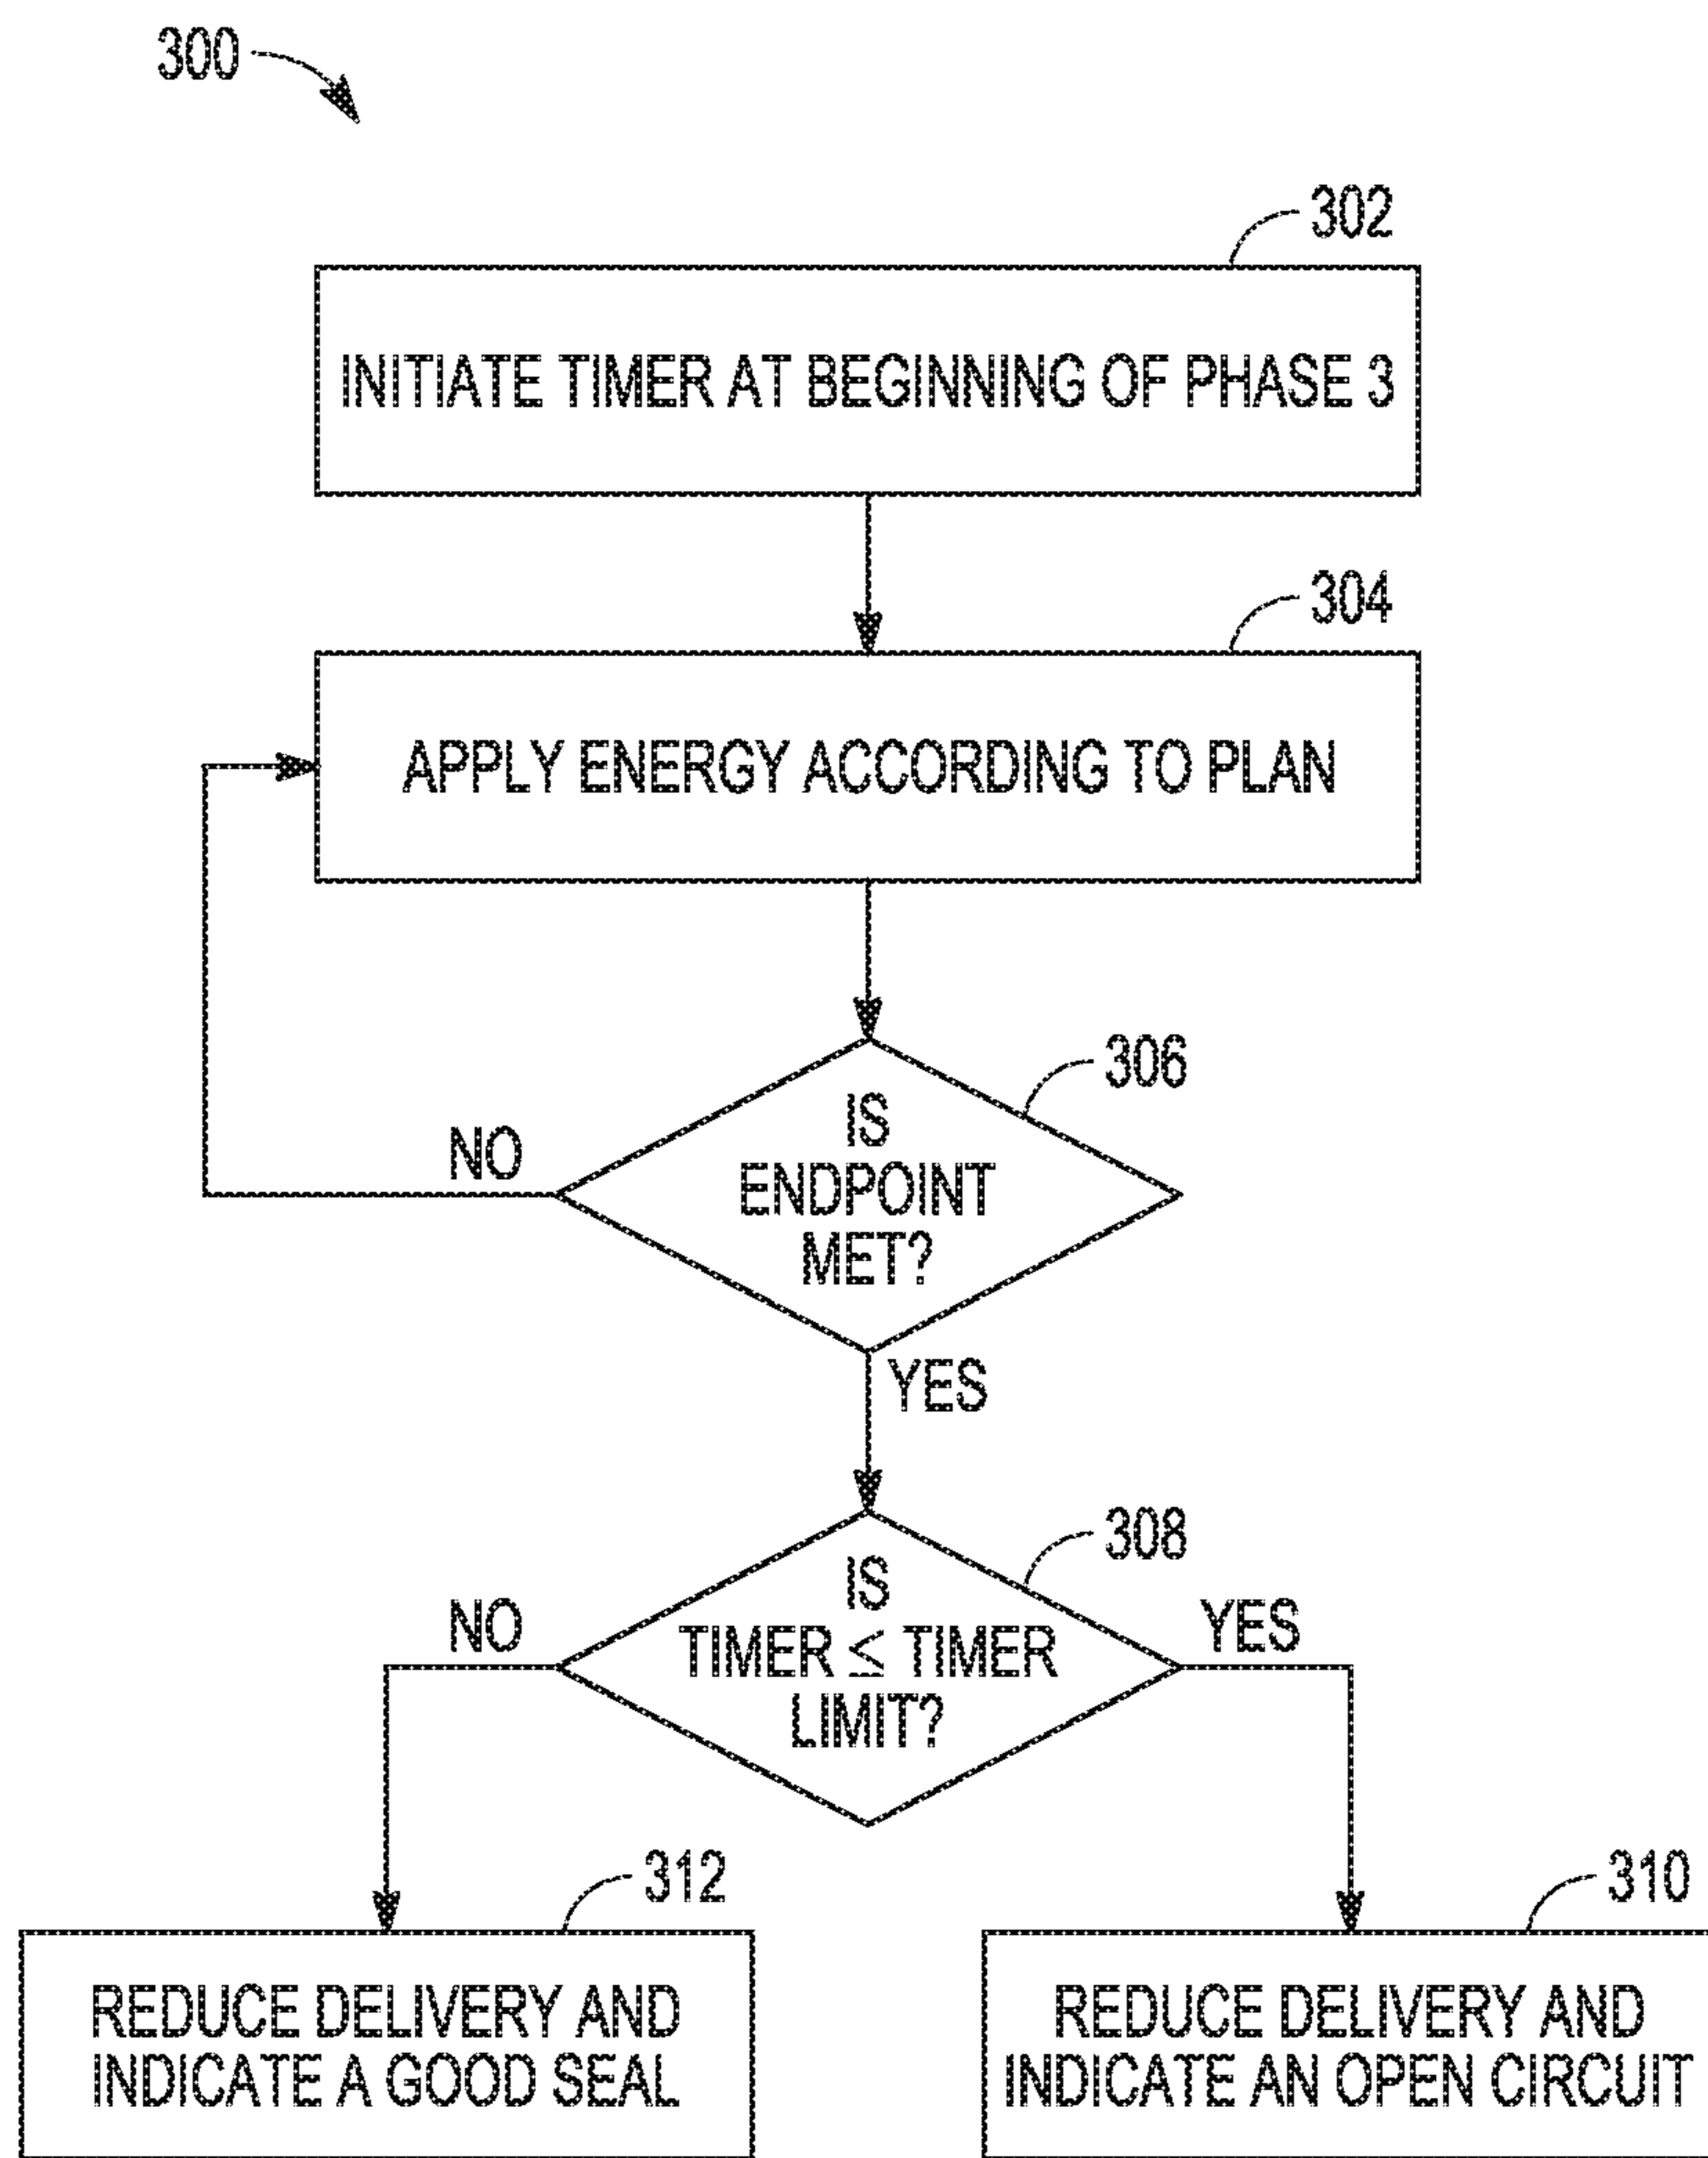 300
302
INITIATE TIMER AT BEGINNING OF PHASE 3
304
APPLY ENERGY ACCORDING TO PLAN
306
IS
ENDPOINT
MET?
NO
YES
308
IS
TIMER ≤ TIMER
LIMIT?
NO
YES
312
REDUCE DELIVERY AND
INDICATE A GOOD SEAL
310
REDUCE DELIVERY AND
INDICATE AN OPEN CIRCUIT